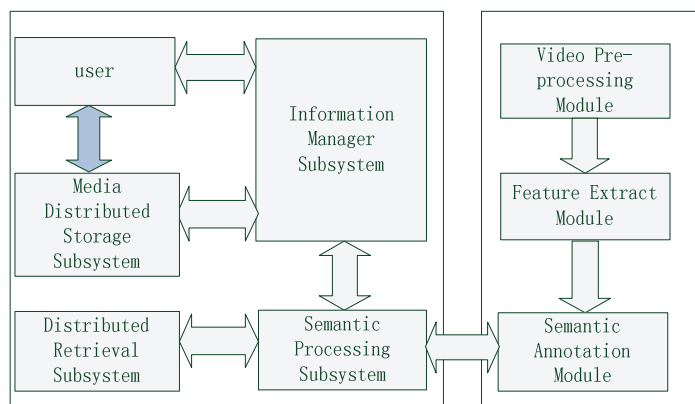 user
Information
Manager
Subsystem
Media
Distributed
Storage
Subsystem
Distributed
Retrieval
Subsystem
Semantic
Processing
Subsystem
Video Pre-
processing
Module
Feature Extract
Module
Semantic
Annotation
Module